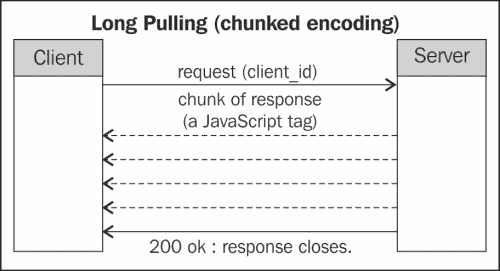 Long Pulling (chunked encoding)
Client
Server
request (client_id)
chunk of response
(a JavaScript tag)
200 ok : response closes.